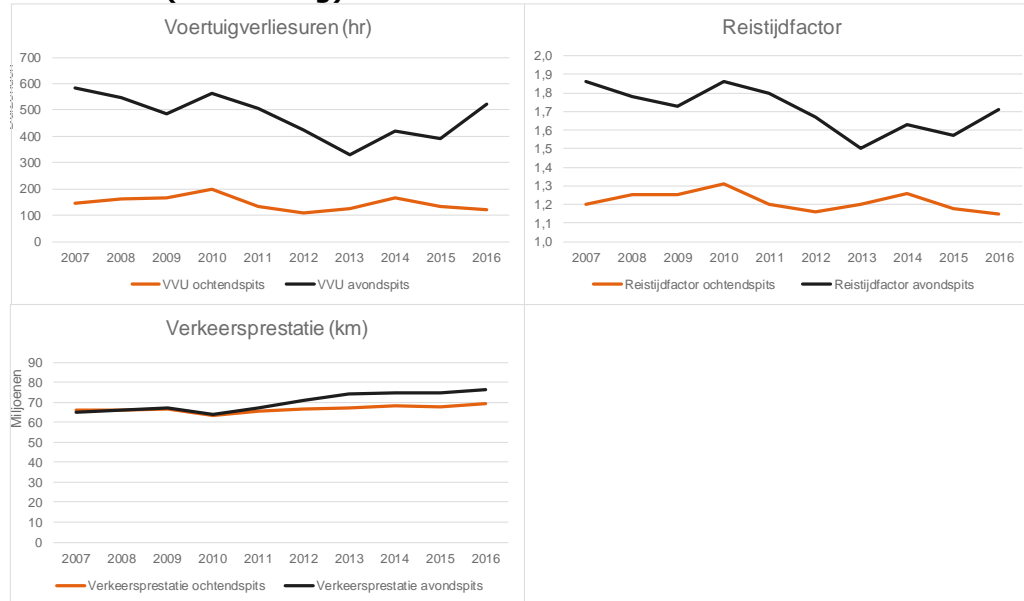 Voertuigverliesuren (hr)
700
600
500
400
300
200
100
0
2007 2008 2009 2010 2011 2012 2013 2014 2015 2016
VVU ochtendspits VVU avondspits
Reistijdfactor
2,0
1,9
1,8
1,7
1,6
1,5
1,4
1,3
1,2
1,1
1,0
2007 2008 2009 2010 2011 2012 2013 2014 2015 2016
Reistijdfactor ochtendspits Reistijdfactor avondspits
Verkeersprestatie (km)
Miljoenen
90
80
70
60
50
40
30
20
10
0
2007 2008 2009 2010 2011 2012 2013 2014 2015 2016
Verkeersprestatie ochtendspits Verkeersprestatie avondspits